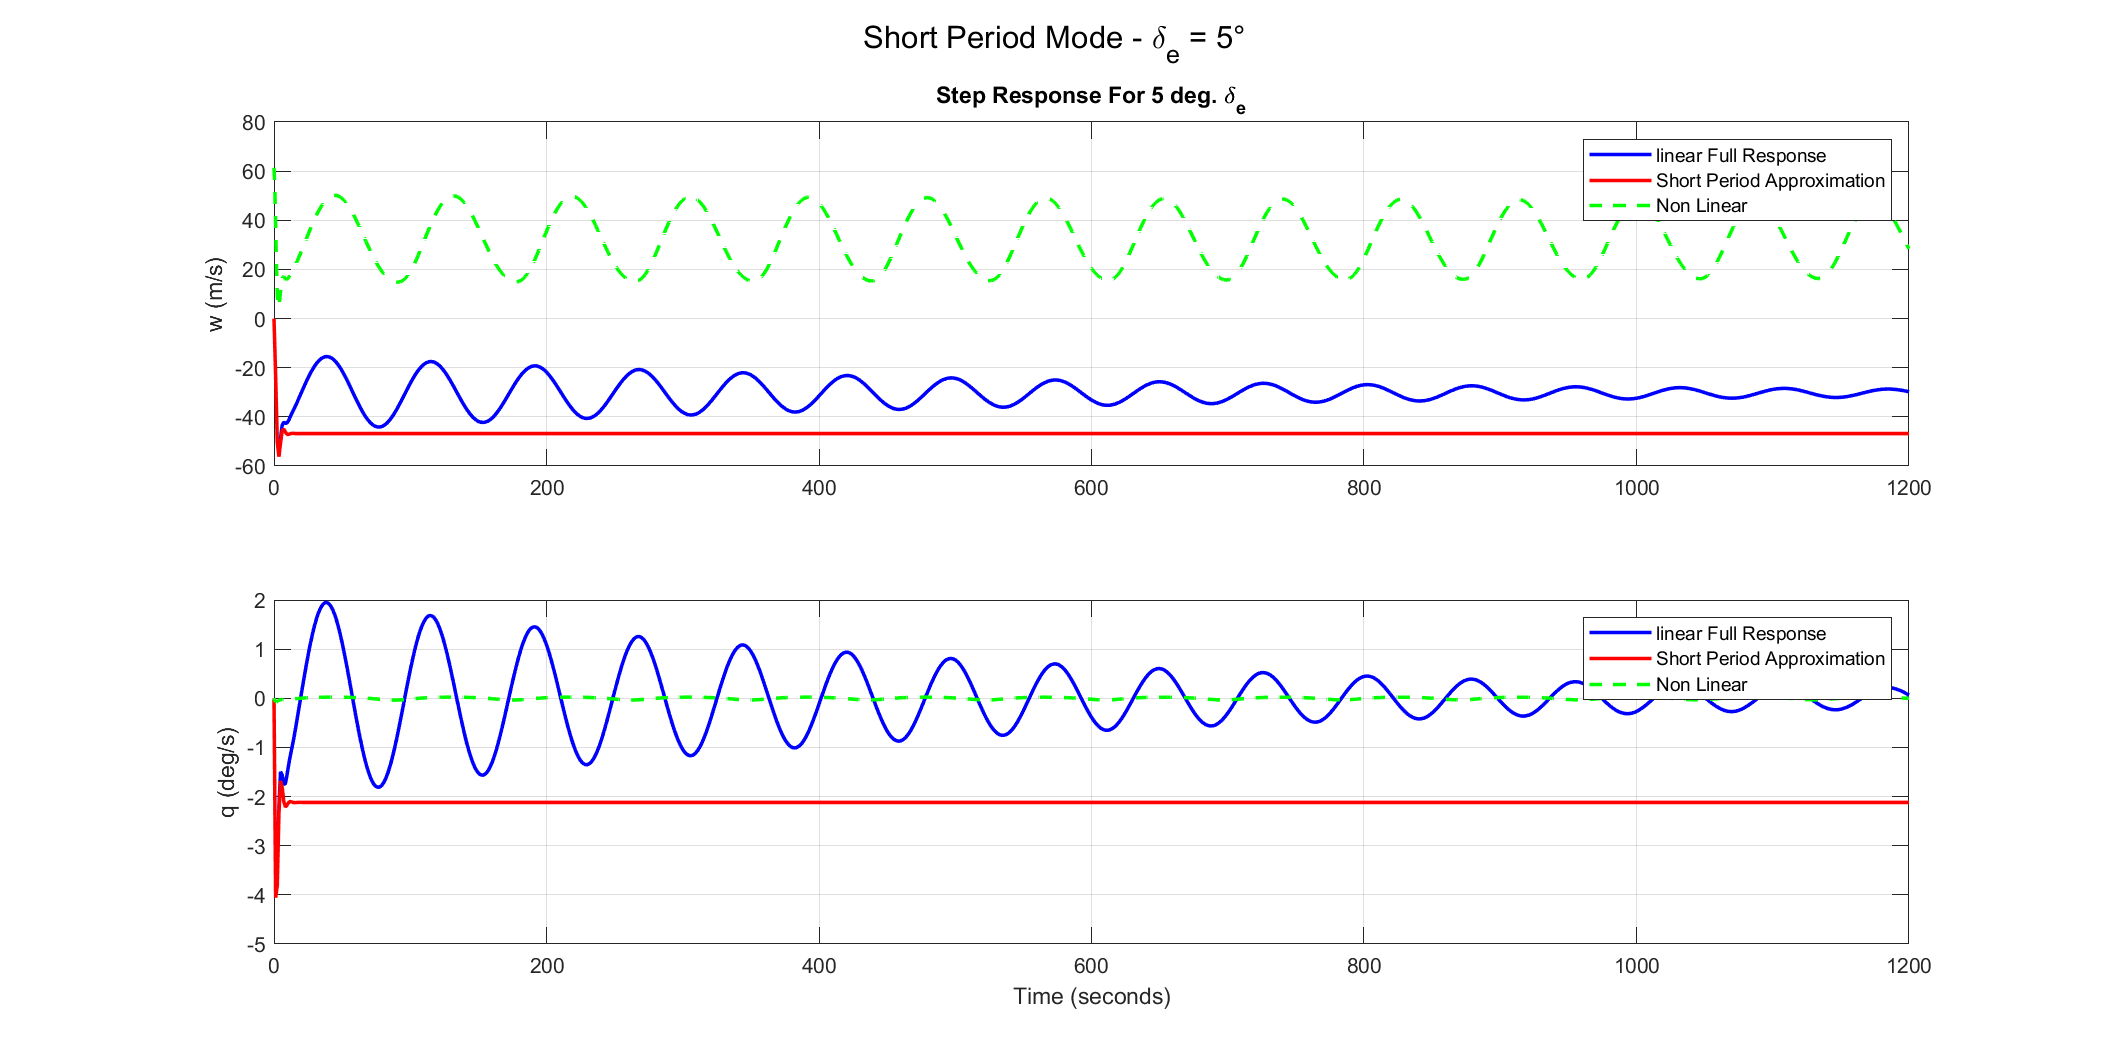 Short Period Mode - δe = 5°
Step Response For 5 deg. δe
80
60
40
20
0
-20
-40
-60
w (m/s)
linear Full Response
Short Period Approximation
Non Linear
0 200 400 600 800 1000 1200
2
1
0
-1
-2
-3
-4
-5
q (deg/s)
linear Full Response
Short Period Approximation
Non Linear
0 200 400 600 800 1000 1200
Time (seconds)